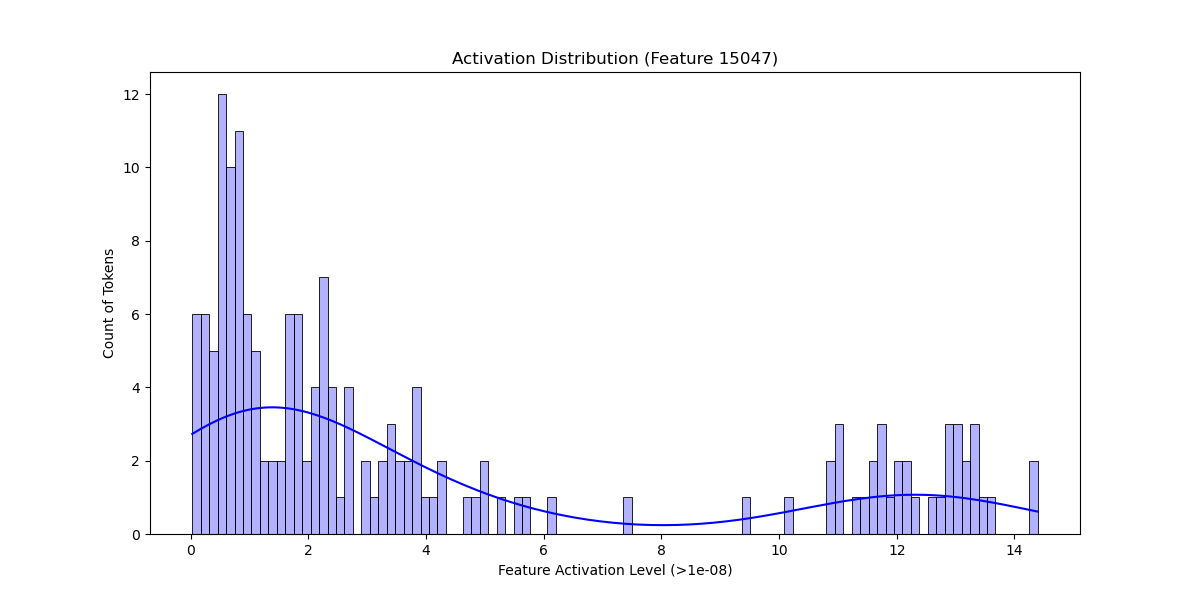 Activation Distribution (Feature 15047)
12
10
8
6
4
2
0
Count of Tokens
0 2 4 6 8 10 12 14
Feature Activation Level (>1e-08)